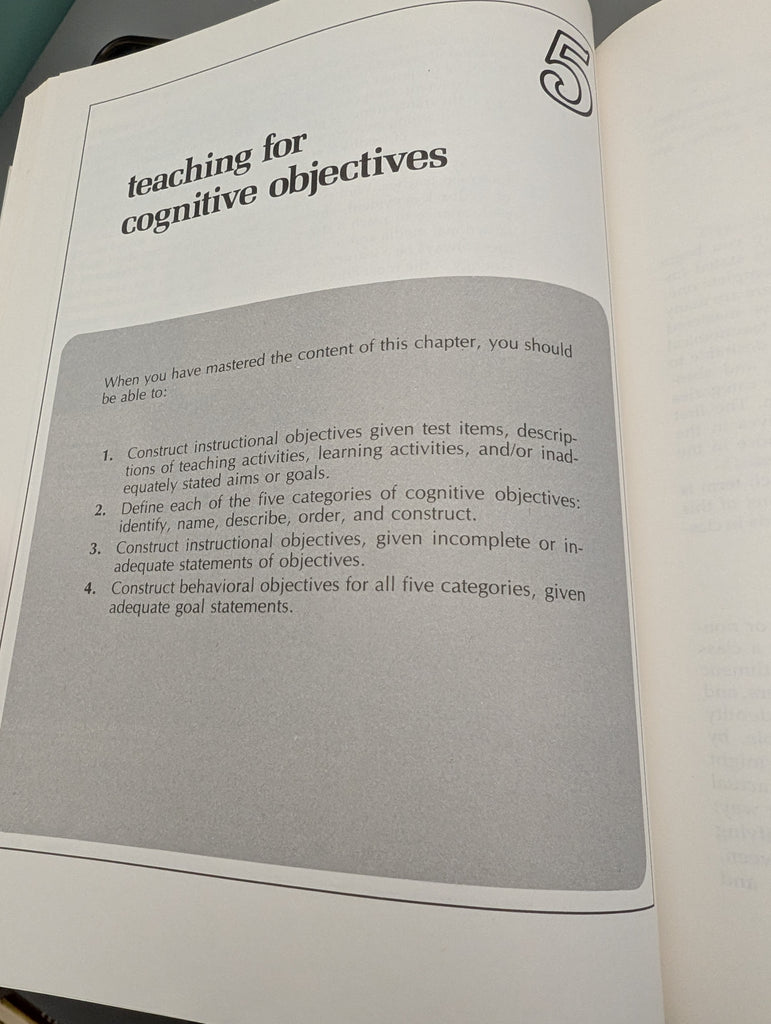 5
teaching for
cognitive objectives
When you have mastered the content of this chapter, you should
be able to:
1. Construct instructional objectives given test items, descrip-
tions of teaching activities, learning activities, and/or inad-
equately stated aims or goals.
2. Define each of the five categories of cognitive objectives:
identify, name, describe, order, and construct.
3. Construct instructional objectives, given incomplete or in-
adequate statements of objectives.
4. Construct behavioral objectives for all five categories, given
adequate goal statements.